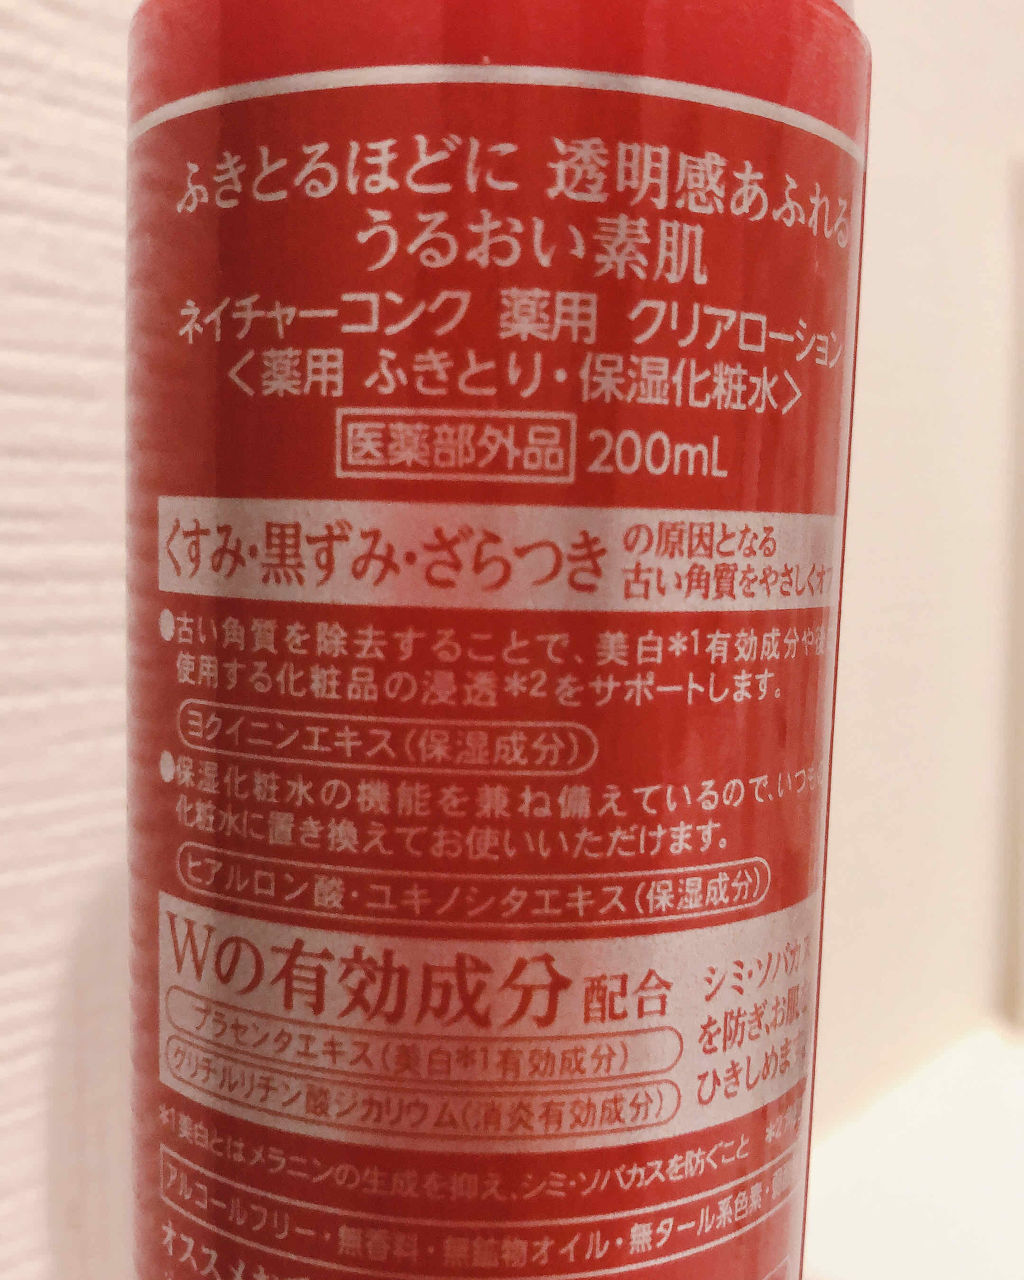 ふきとるほどに 透明感あふれる
うるおい素肌
ネイチャーコンク 薬用 クリアローション
〈薬用 ふきとり・保湿化粧水〉
医薬部外品 200mL
くすみ・黒ずみ・ざらつき
の原因となる
古い角質をやさしくオフ
●古い角質を除去することで、美白*1有効成分や
使用する化粧品の浸透*2をサポートします。
ヨクイニンエキス(保湿成分)
●保湿化粧水の機能を兼ね備えているので、いつもの
化粧水に置き換えてお使いいただけます。
ヒアルロン酸・ユキノシタエキス(保湿成分)
Wの有効成分 配合
プラセンタエキス(美白*1有効成分)
グリチルリチン酸ジカリウム(消炎有効成分)
シミ・ソバカス
を防ぎ、お肌
ひきしめま
*1美白とはメラニンの生成を抑え、シミ・ソバカスを防ぐこと *2
アルコールフリー・無香料・無鉱物オイル・無タール系色素・
オススメ